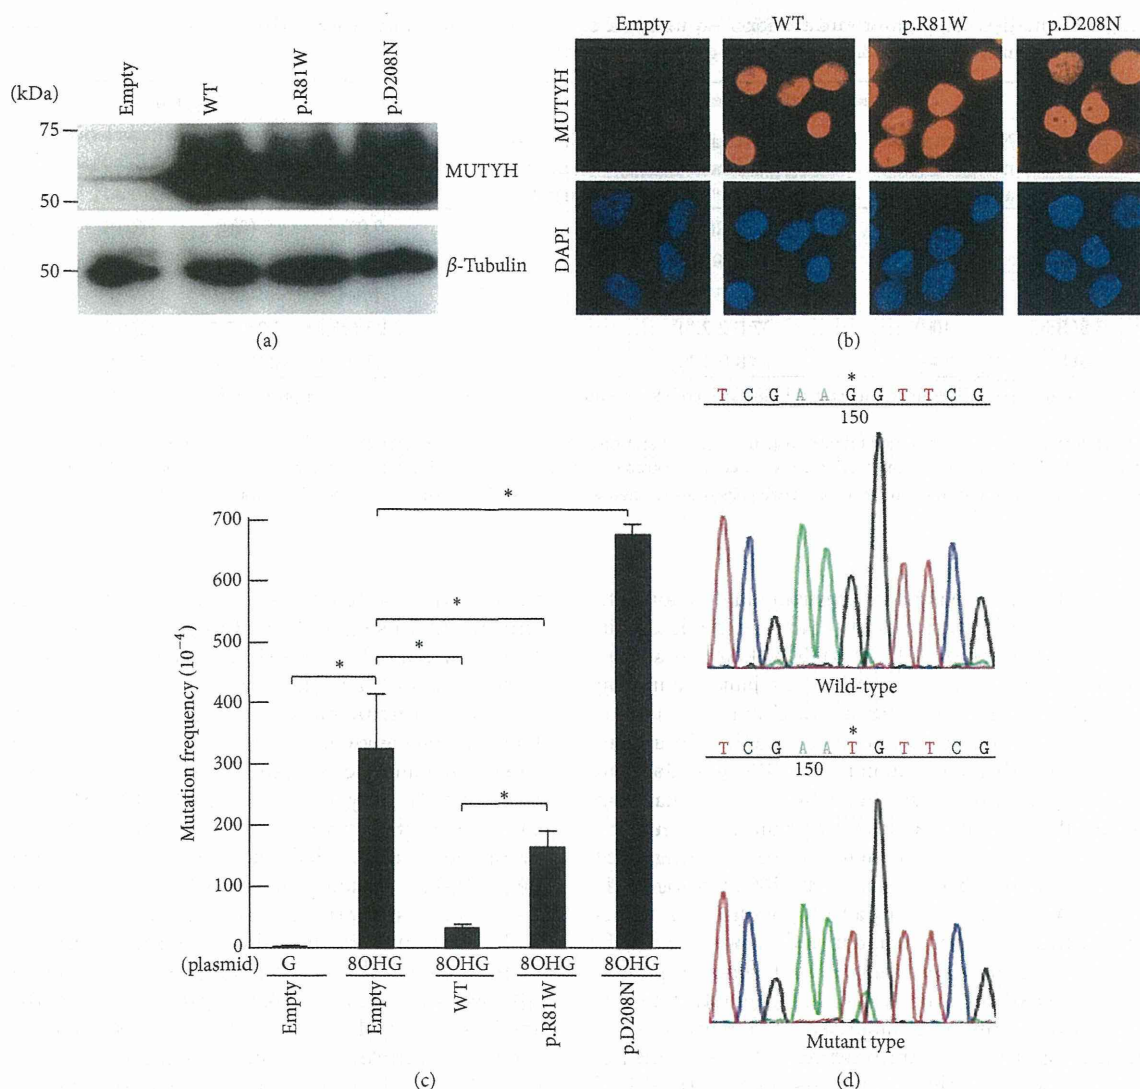 Empty
WT
p.R81W
p.D208N
(kDa)
75
50
MUTYH
50
β-Tubulin
(a)
Empty WT p.R81W p.D208N
MUTYH
DAPI
(b)
Mutation frequency (10⁻⁴)
700
600
500
400
300
200
100
0
*
*
*
*
*
(plasmid) G 8OHG 8OHG 8OHG 8OHG
Empty
Empty
WT
p.R81W
p.D208N
(c)
*
T C G A A G G T T C G
150
Wild-type
*
T C G A A T G T T C G
150
Mutant type
(d)